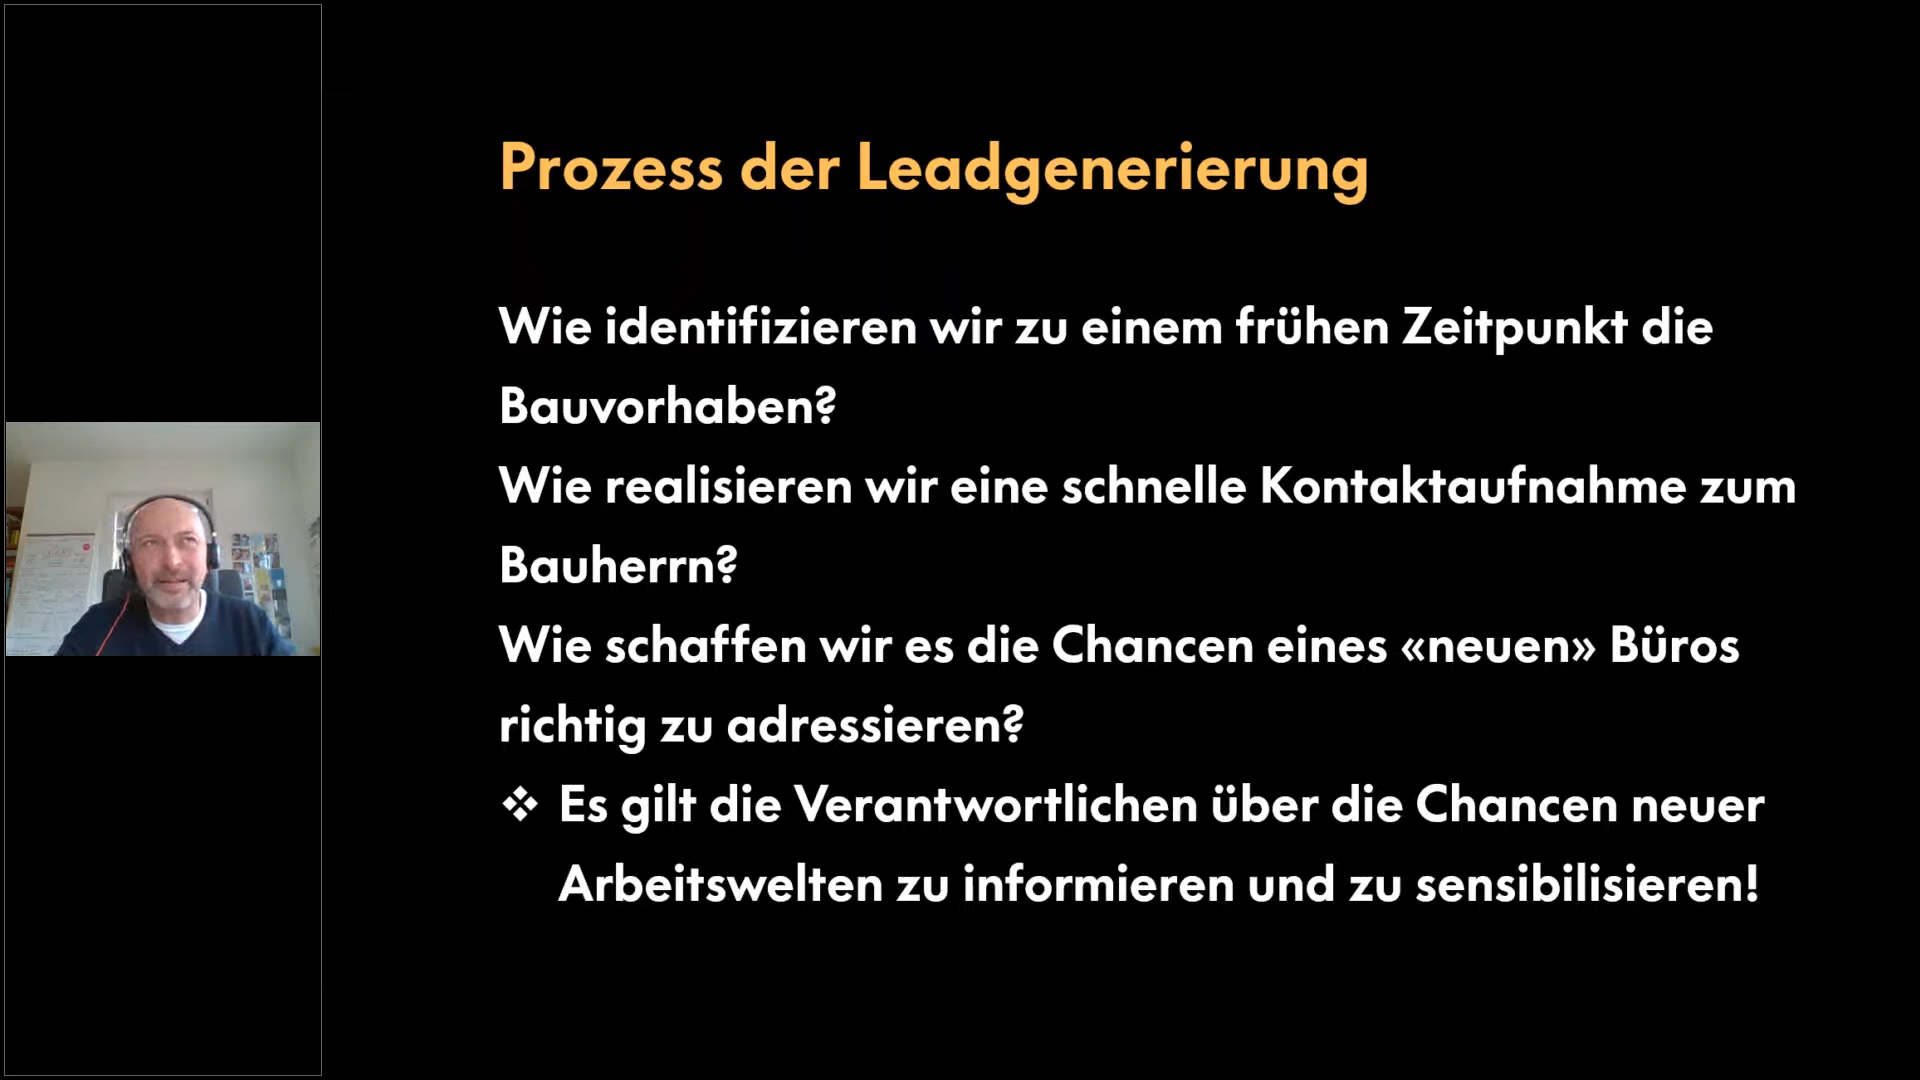 Prozess der Leadgenerierung
Wie identifizieren wir zu einem frühen Zeitpunkt die
Bauvorhaben?
Wie realisieren wir eine schnelle Kontaktaufnahme zum
Bauherrn?
Wie schaffen wir es die Chancen eines «neuen» Büros
richtig zu adressieren?
❖ Es gilt die Verantwortlichen über die Chancen neuer
Arbeitswelten zu informieren und zu sensibilisieren!